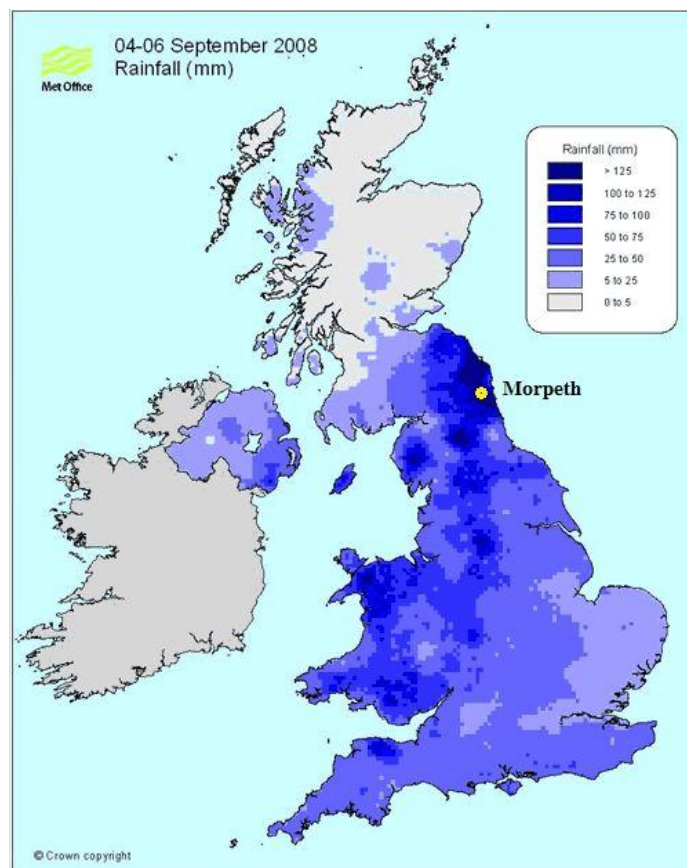 04-06 September 2008
Rainfall (mm)
Met Office
Rainfall (mm)
> 125
100 to 125
75 to 100
50 to 75
25 to 50
5 to 25
0 to 5
Morpeth
© Crown copyright